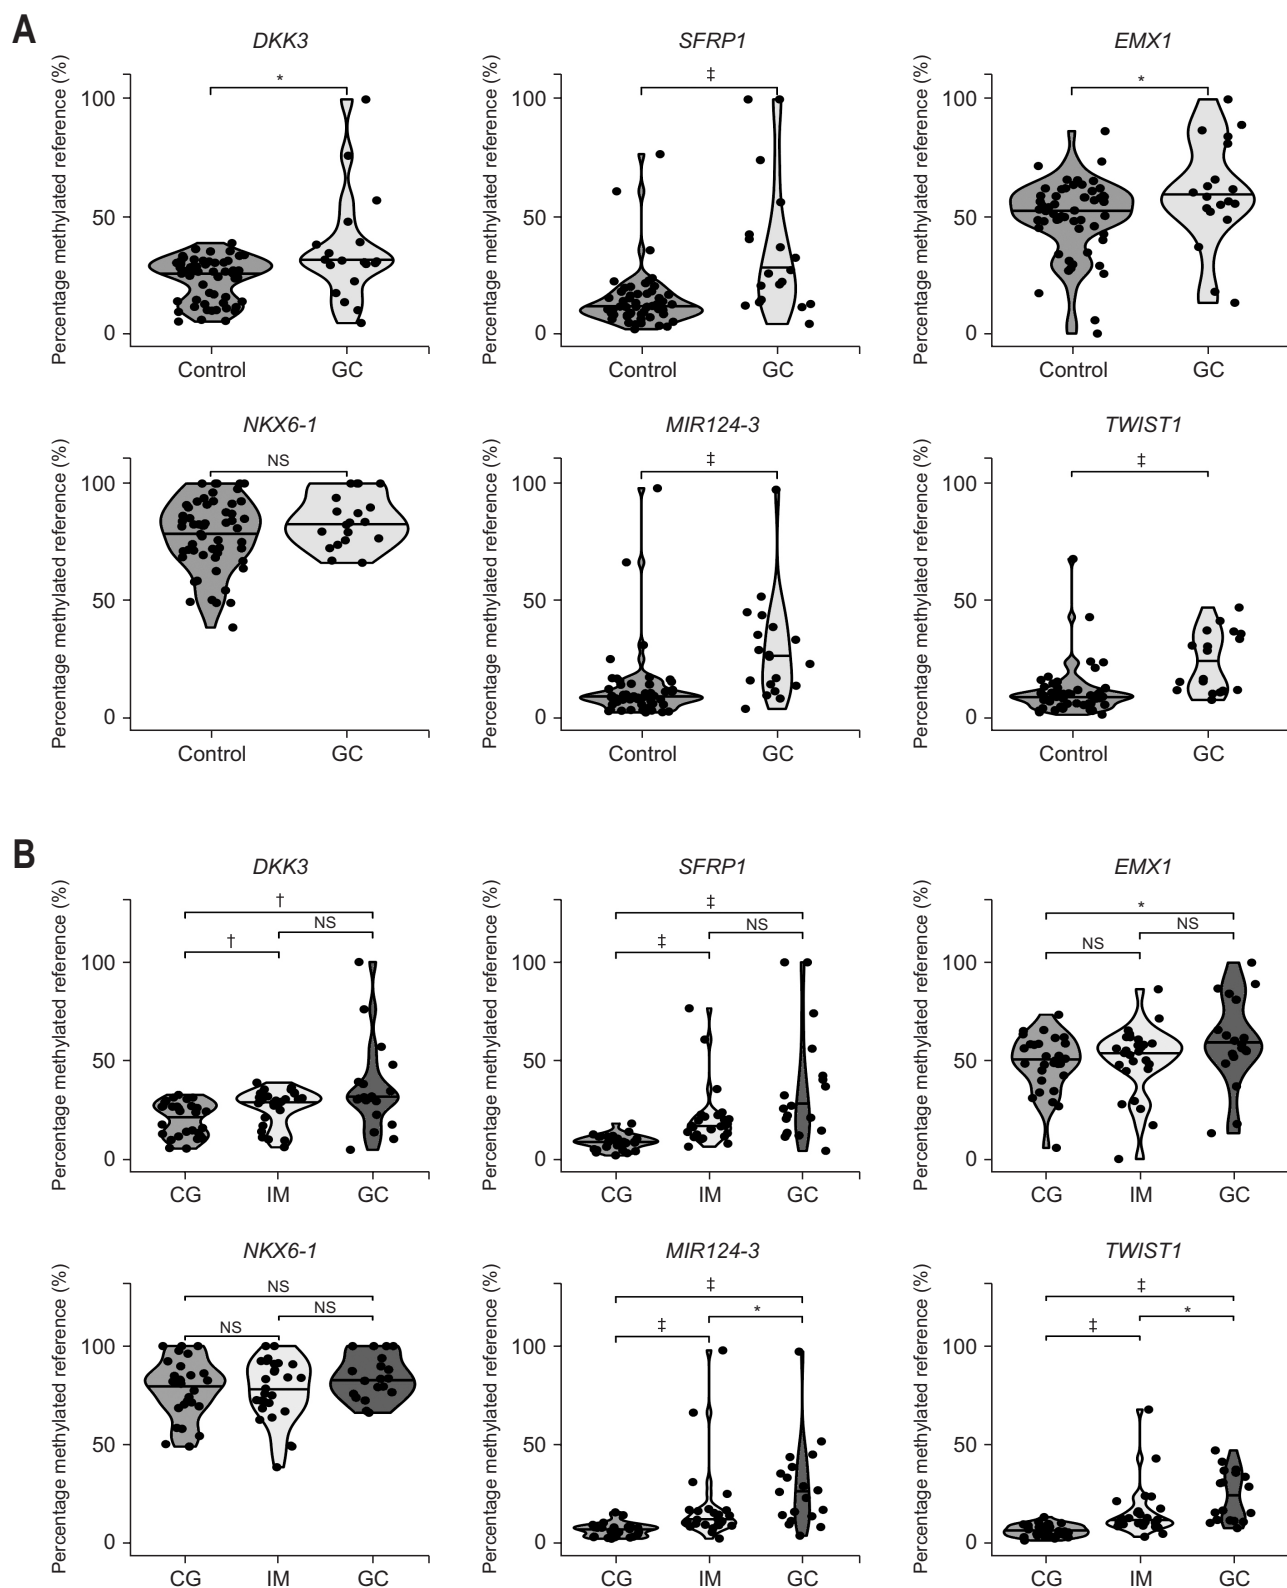 A
DKK3
SFRP1
EMX1
Percentage methylated reference (%)
100
50
0
*
Control
GC
Percentage methylated reference (%)
100
50
0
‡
Control
GC
Percentage methylated reference (%)
100
50
0
*
Control
GC
NKX6-1
MIR124-3
TWIST1
Percentage methylated reference (%)
100
50
0
NS
Control
GC
Percentage methylated reference (%)
100
50
0
‡
Control
GC
Percentage methylated reference (%)
100
50
0
‡
Control
GC
B
DKK3
SFRP1
EMX1
Percentage methylated reference (%)
100
50
0
†
NS
†
CG
IM
GC
Percentage methylated reference (%)
100
50
0
‡
NS
‡
CG
IM
GC
Percentage methylated reference (%)
100
50
0
*
NS
NS
CG
IM
GC
NKX6-1
MIR124-3
TWIST1
Percentage methylated reference (%)
100
50
0
NS
NS
NS
CG
IM
GC
Percentage methylated reference (%)
100
50
0
‡
*
‡
CG
IM
GC
Percentage methylated reference (%)
100
50
0
‡
*
‡
CG
IM
GC